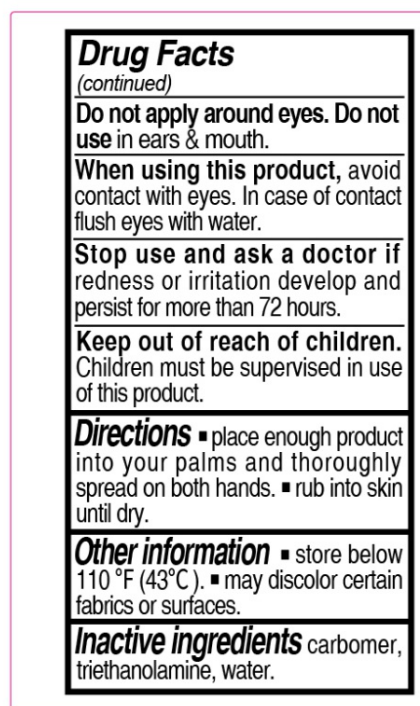 Drug Facts
(continued)
Do not apply around eyes. Do not
use in ears & mouth.
When using this product, avoid
contact with eyes. In case of contact
flush eyes with water.
Stop use and ask a doctor if
redness or irritation develop and
persist for more than 72 hours.
Keep out of reach of children.
Children must be supervised in use
of this product.
Directions ▪ place enough product
into your palms and thoroughly
spread on both hands. ▪ rub into skin
until dry.
Other information ▪ store below
110 °F (43°C ). ▪ may discolor certain
fabrics or surfaces.
Inactive ingredients carbomer,
triethanolamine, water.